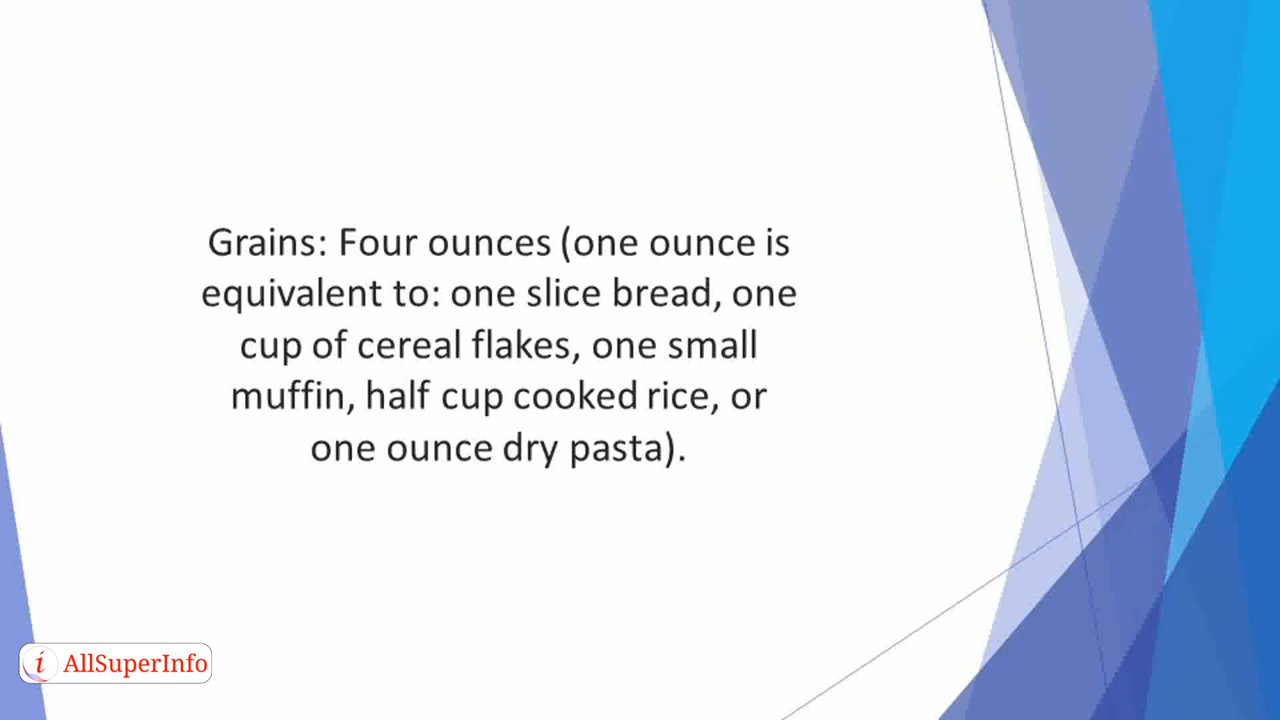 Grains: Four ounces (one ounce is
equivalent to: one slice bread, one
cup of cereal flakes, one small
muffin, half cup cooked rice, or
one ounce dry pasta).
i AllSuperInfo